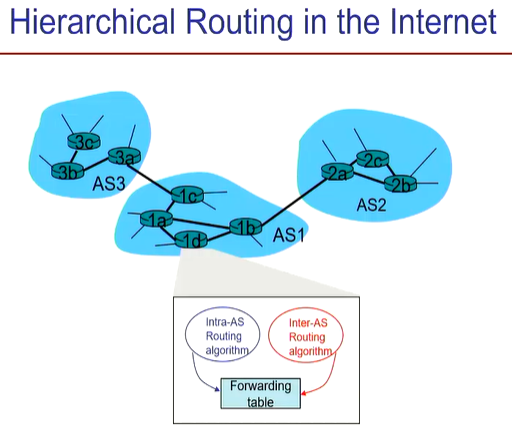 Hierarchical Routing in the Internet
3c
3a
3b
AS3
2c
2a
2b
AS2
1c
1a
1b
1d
AS1
Intra-AS
Routing
algorithm
Inter-AS
Routing
algorithm
Forwarding
table